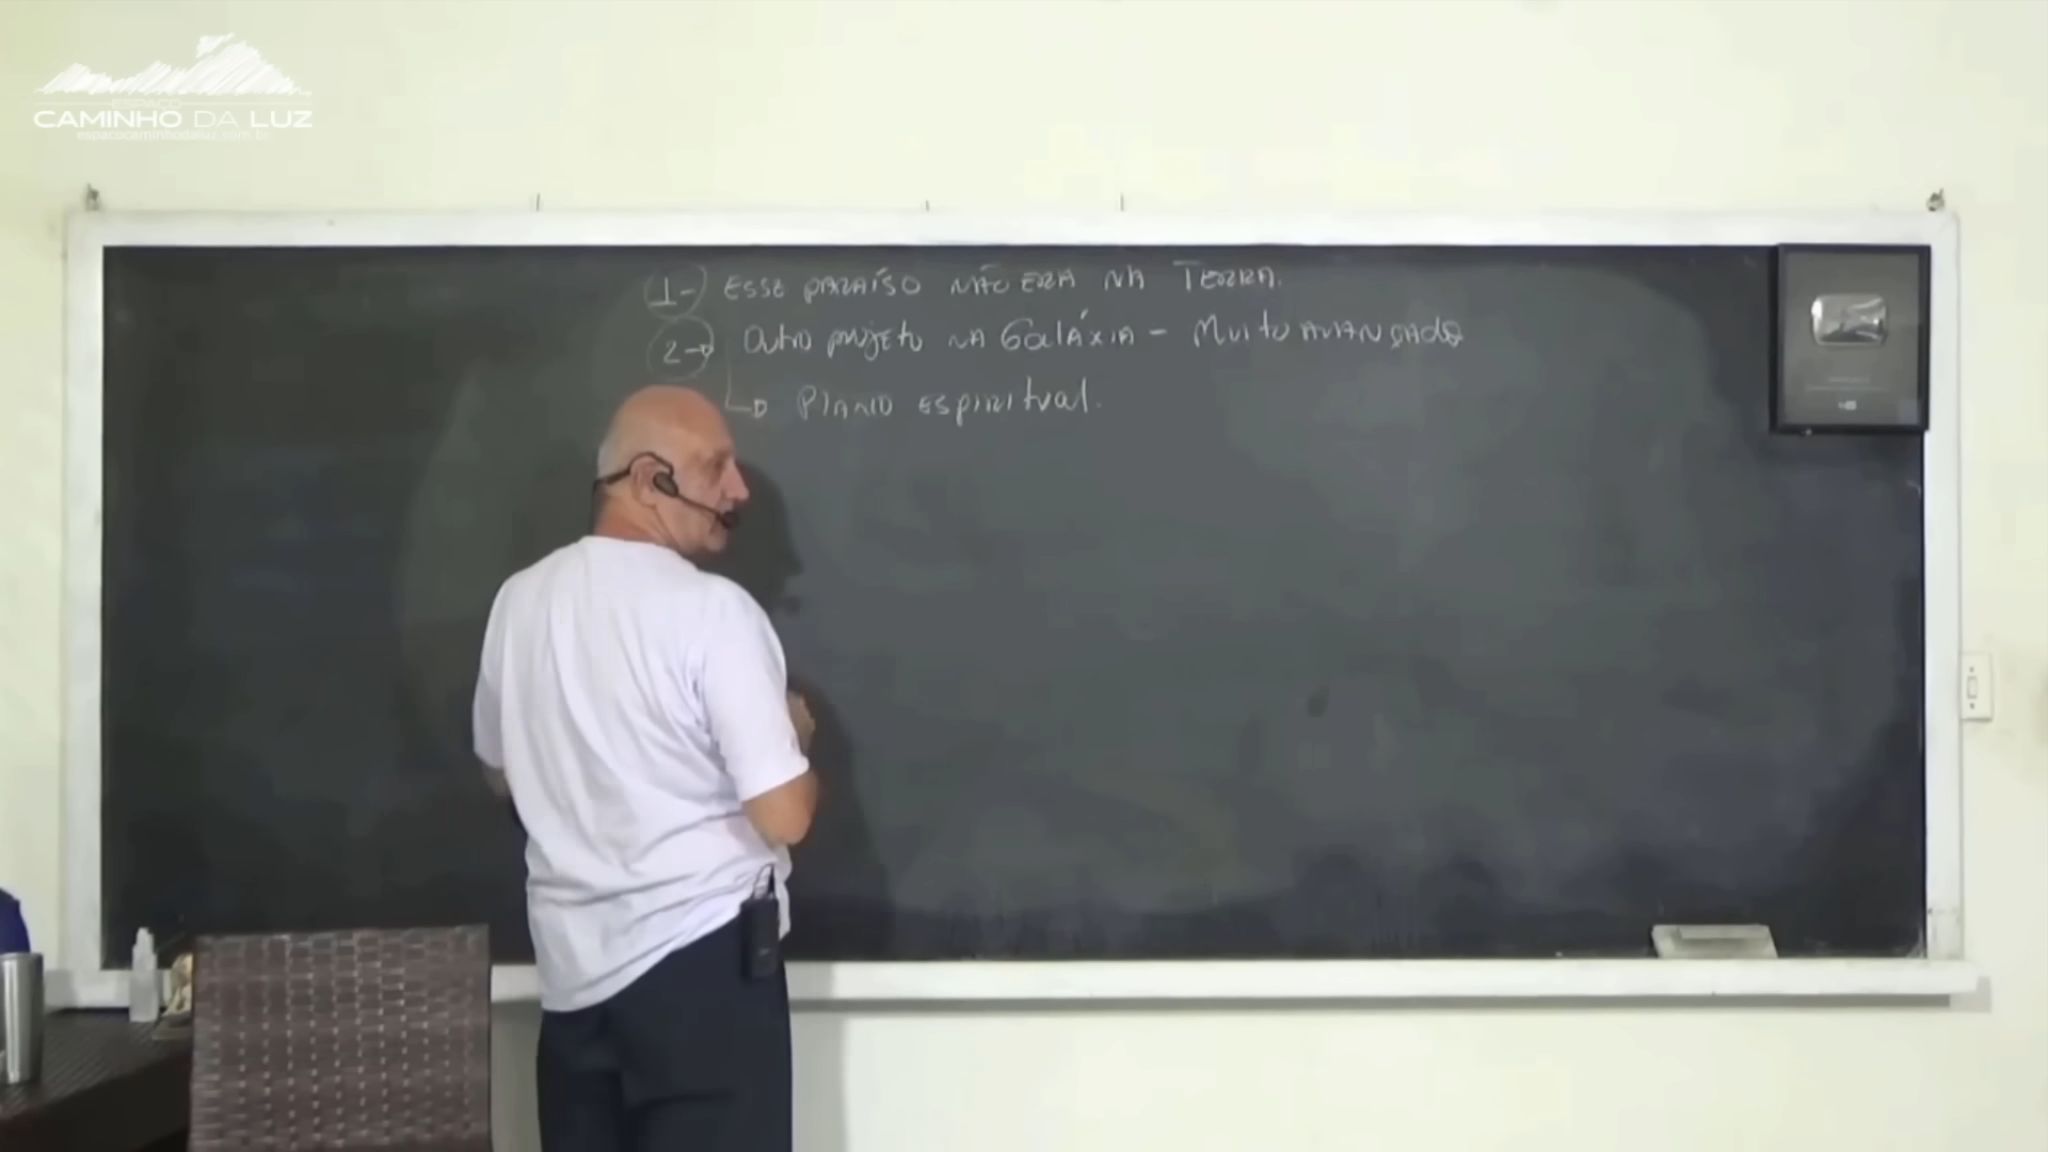 ESPAÇO
CAMINHO DA LUZ
espacocaminhodaluz.com.br
1- ESSE PARAÍSO NÃO ERA NA TERRA.
2- Outro projeto NA GALÁXIA - MUITO AVANÇADO
PLANO ESPIRITUAL.